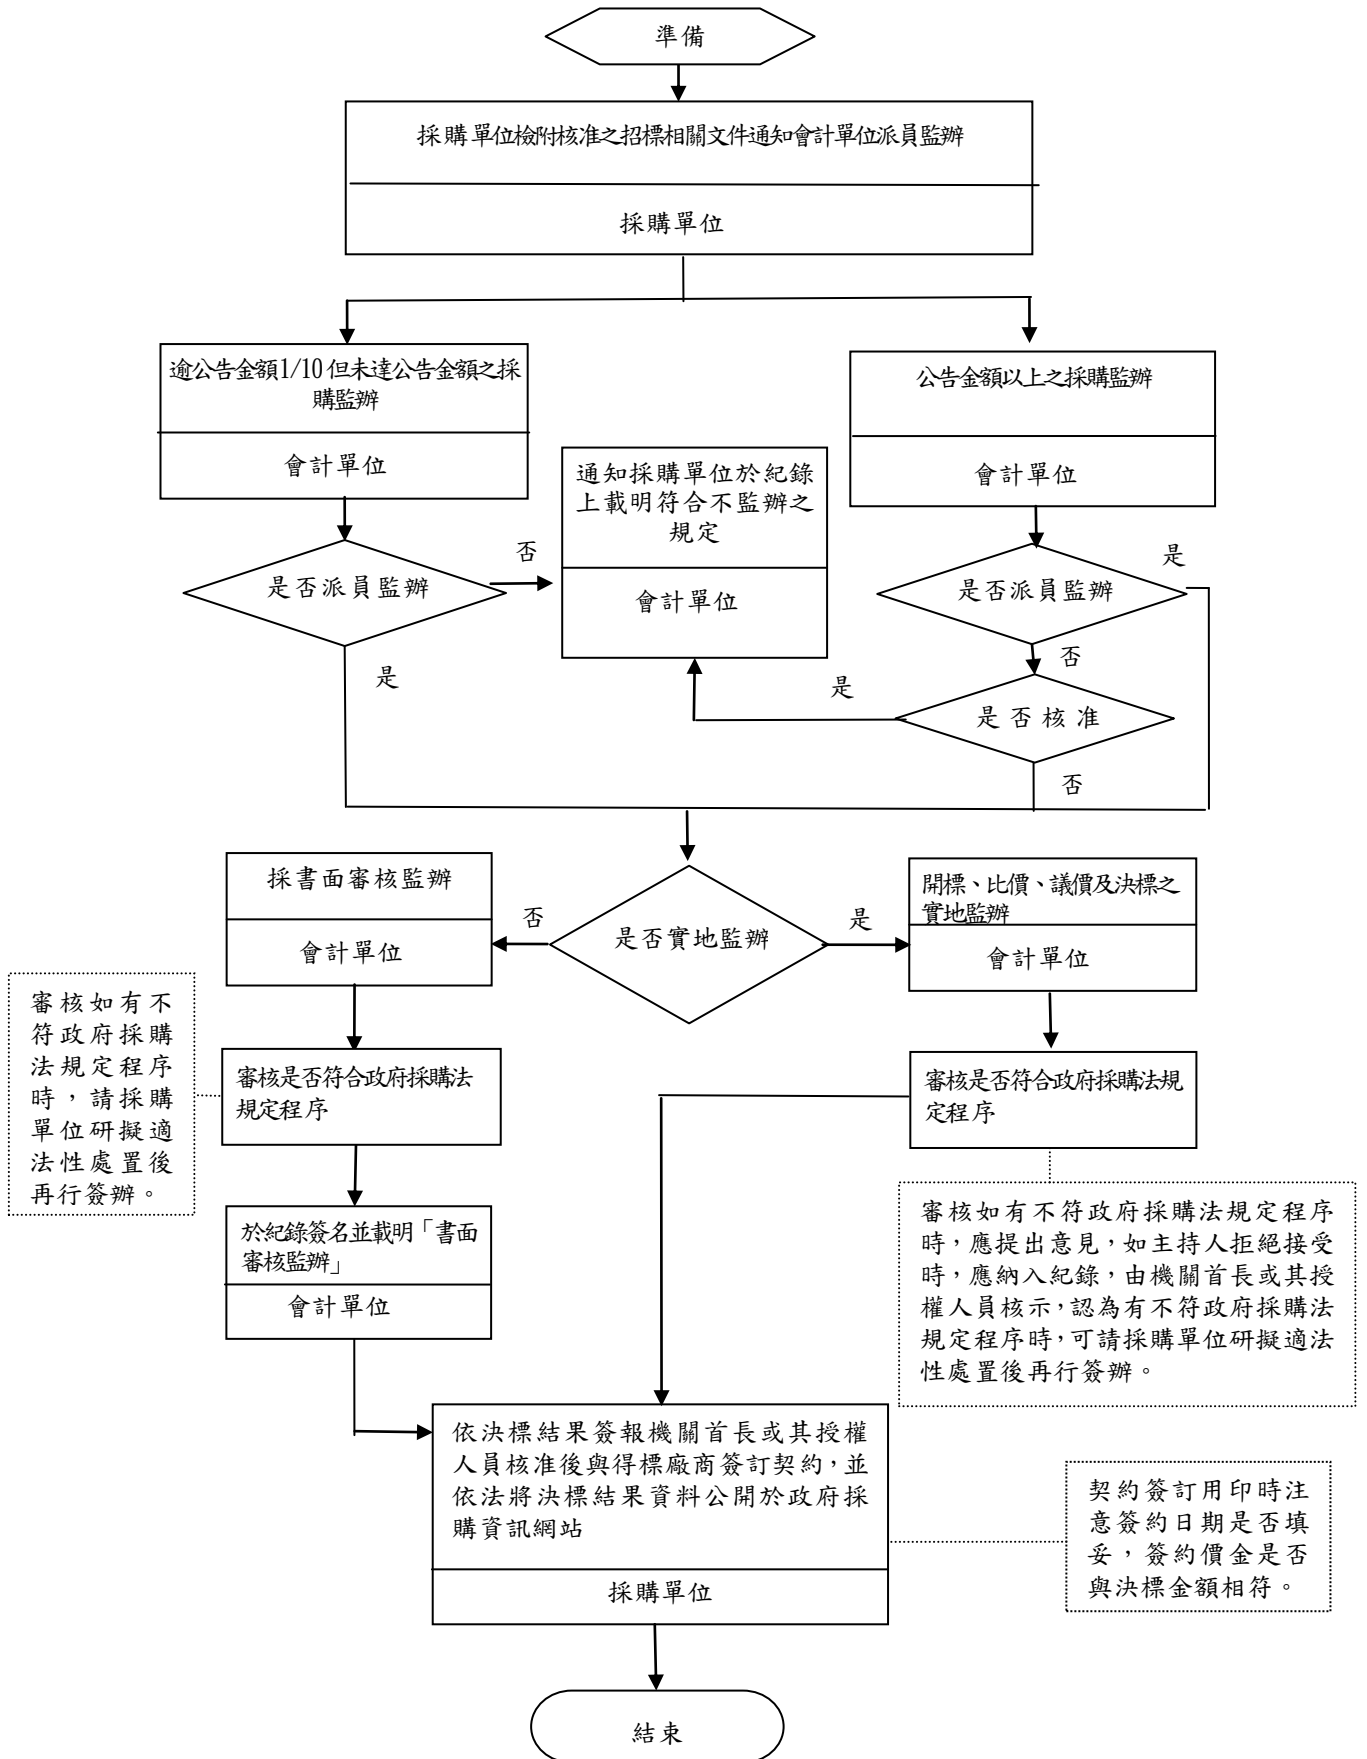 準備
採購單位檢附核准之招標相關文件通知會計單位派員監辦
採購單位
逾公告金額1/10但未達公告金額之採
購監辦
會計單位
公告金額以上之採購監辦
會計單位
通知採購單位於紀錄
上載明符合不監辦之
規定
會計單位
是否派員監辦
否
是
是否派員監辦
是
否
是否核准
是
否
是否實地監辦
否
是
採書面審核監辦
會計單位
開標、比價、議價及決標之
實地監辦
會計單位
審核如有不
符政府採購
法規定程序
時，請採購
單位研擬適
法性處置後
再行簽辦。
審核是否符合政府採購法
規定程序
審核是否符合政府採購法規
定程序
於紀錄簽名並載明「書面
審核監辦」
會計單位
審核如有不符政府採購法規定程序
時，應提出意見，如主持人拒絕接受
時，應納入紀錄，由機關首長或其授
權人員核示，認為有不符政府採購法
規定程序時，可請採購單位研擬適法
性處置後再行簽辦。
依決標結果簽報機關首長或其授權
人員核准後與得標廠商簽訂契約，並
依法將決標結果資料公開於政府採
購資訊網站
採購單位
契約簽訂用印時注
意簽約日期是否填
妥，簽約價金是否
與決標金額相符。
結束